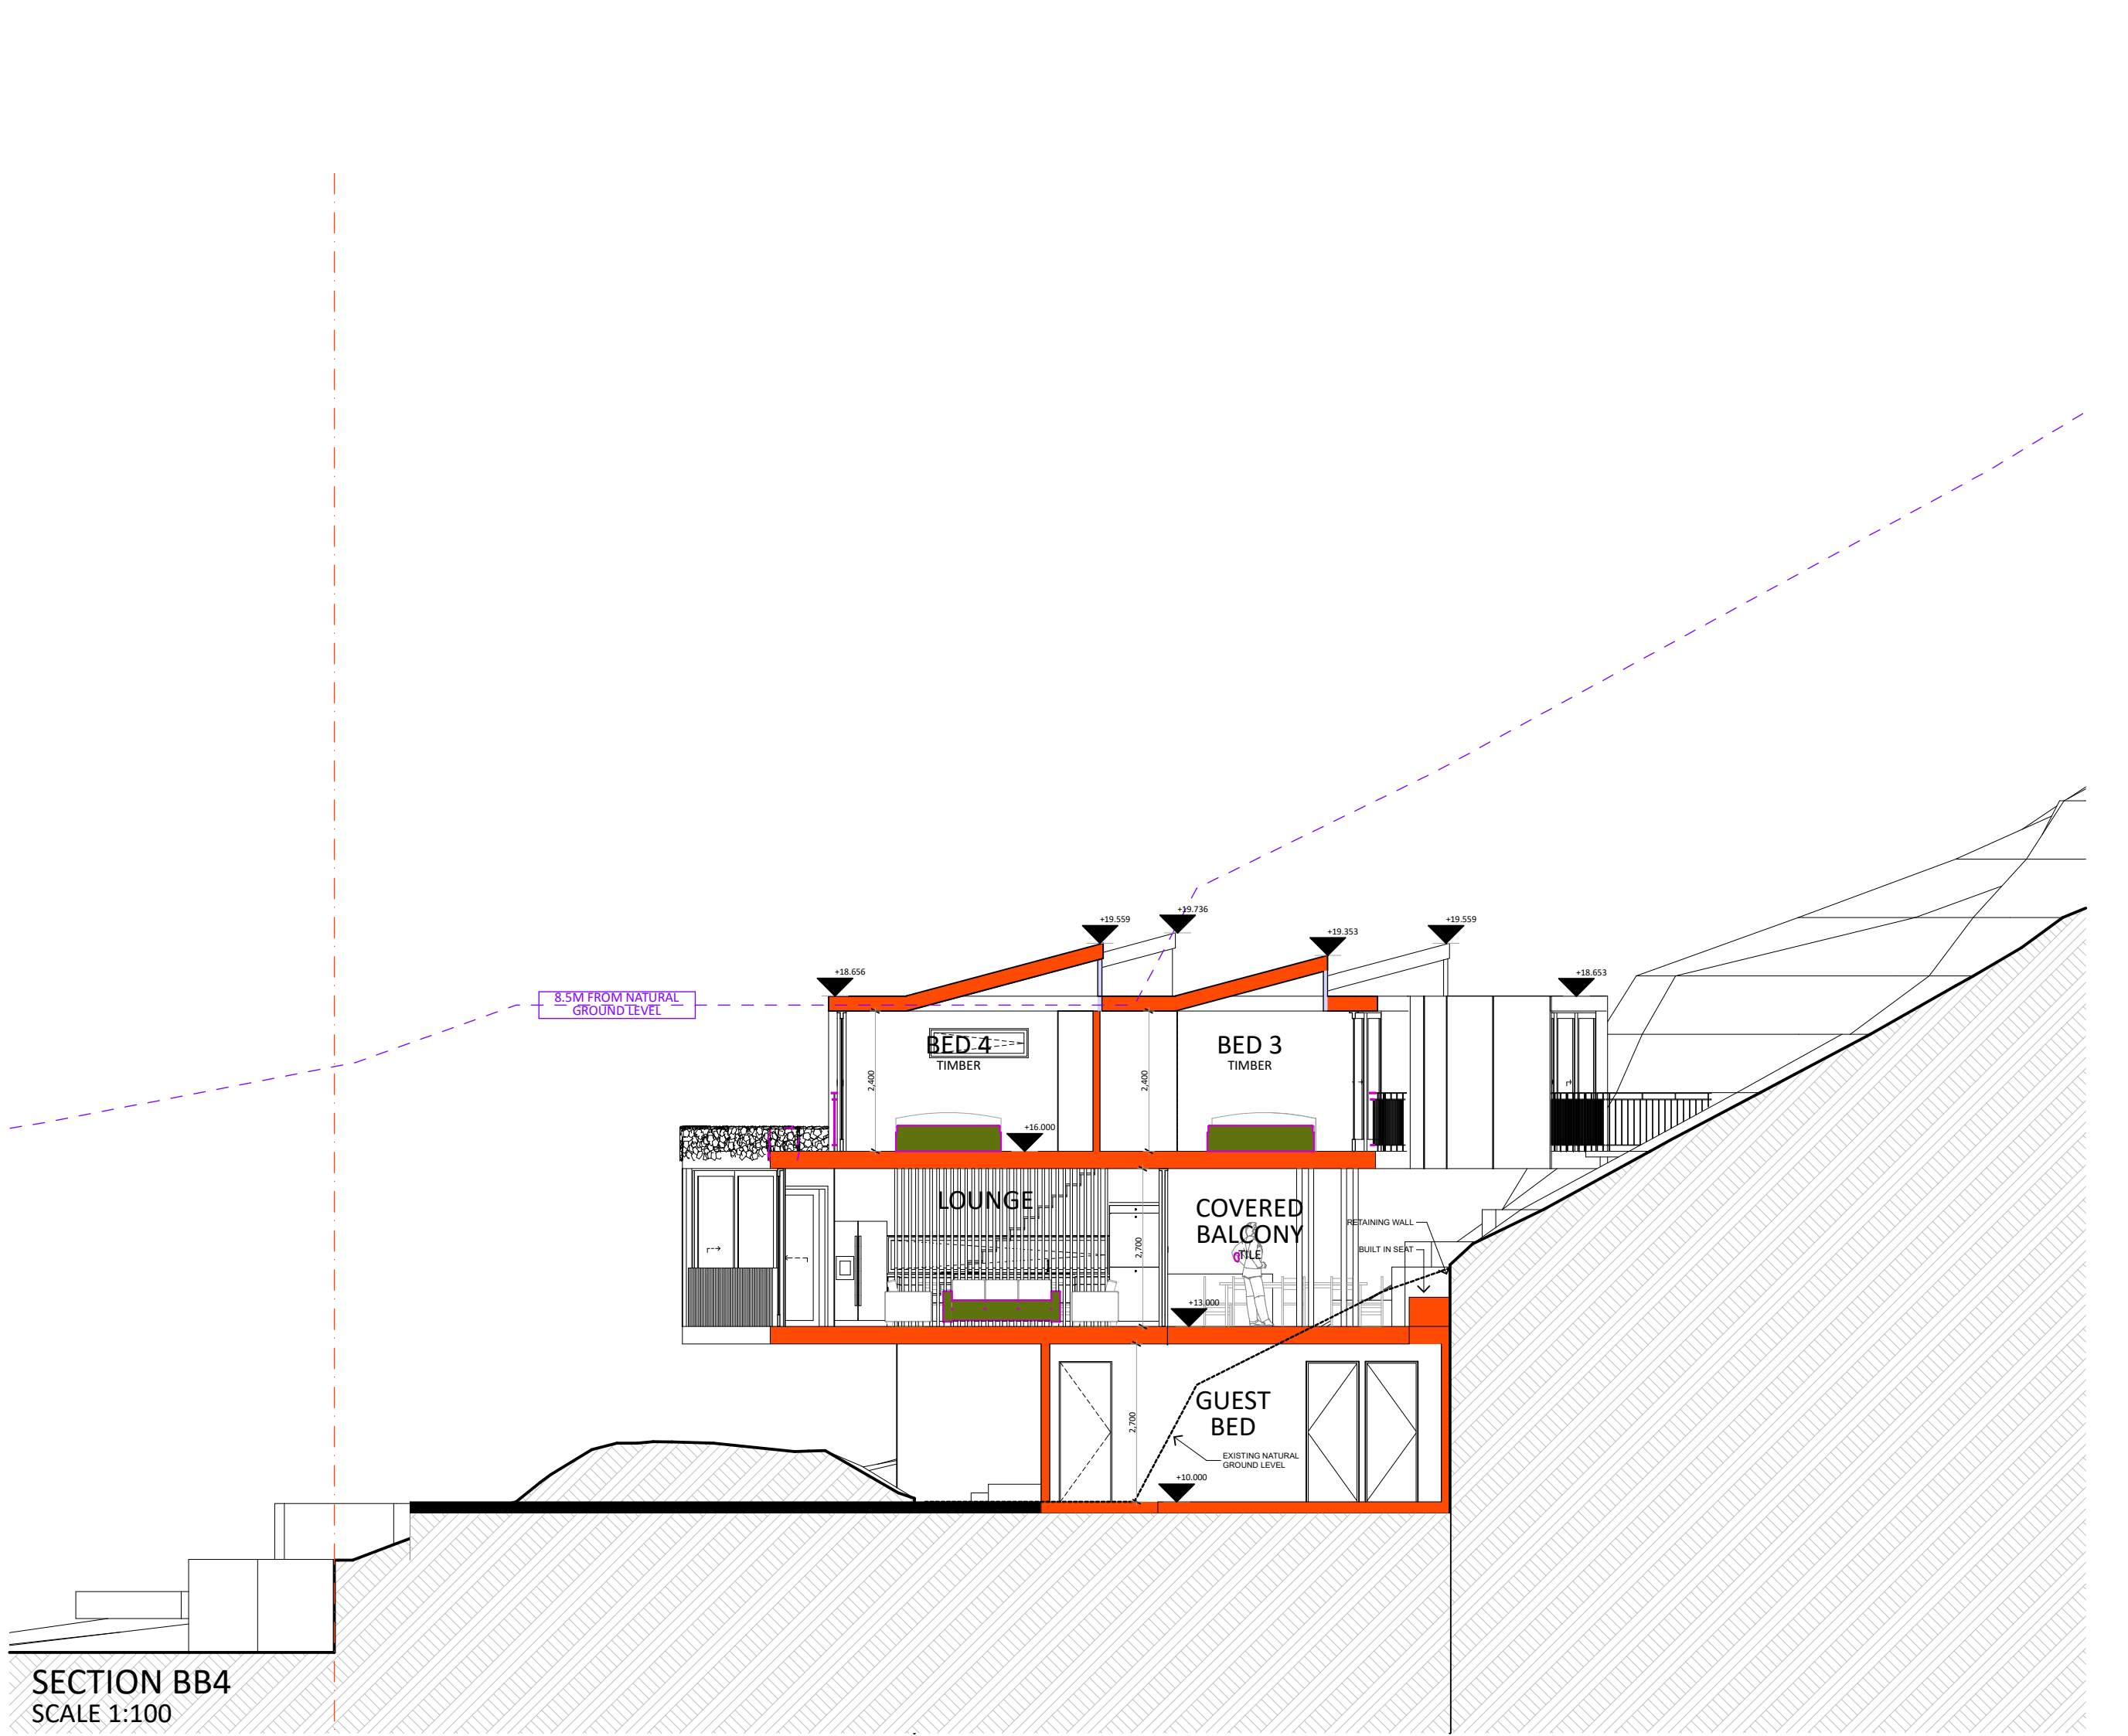 +19.736
+19.559
+19.559
+19.353
+18.656
+18.653
8.5M FROM NATURAL
GROUND LEVEL
BED 4
TIMBER
BED 3
TIMBER
2,400
2,400
+16.000
LOUNGE
COVERED
BALCONY
TILE
RETAINING WALL
BUILT IN SEAT
2,700
+13.000
GUEST
BED
2,700
EXISTING NATURAL
GROUND LEVEL
+10.000
SECTION BB4
SCALE 1:100